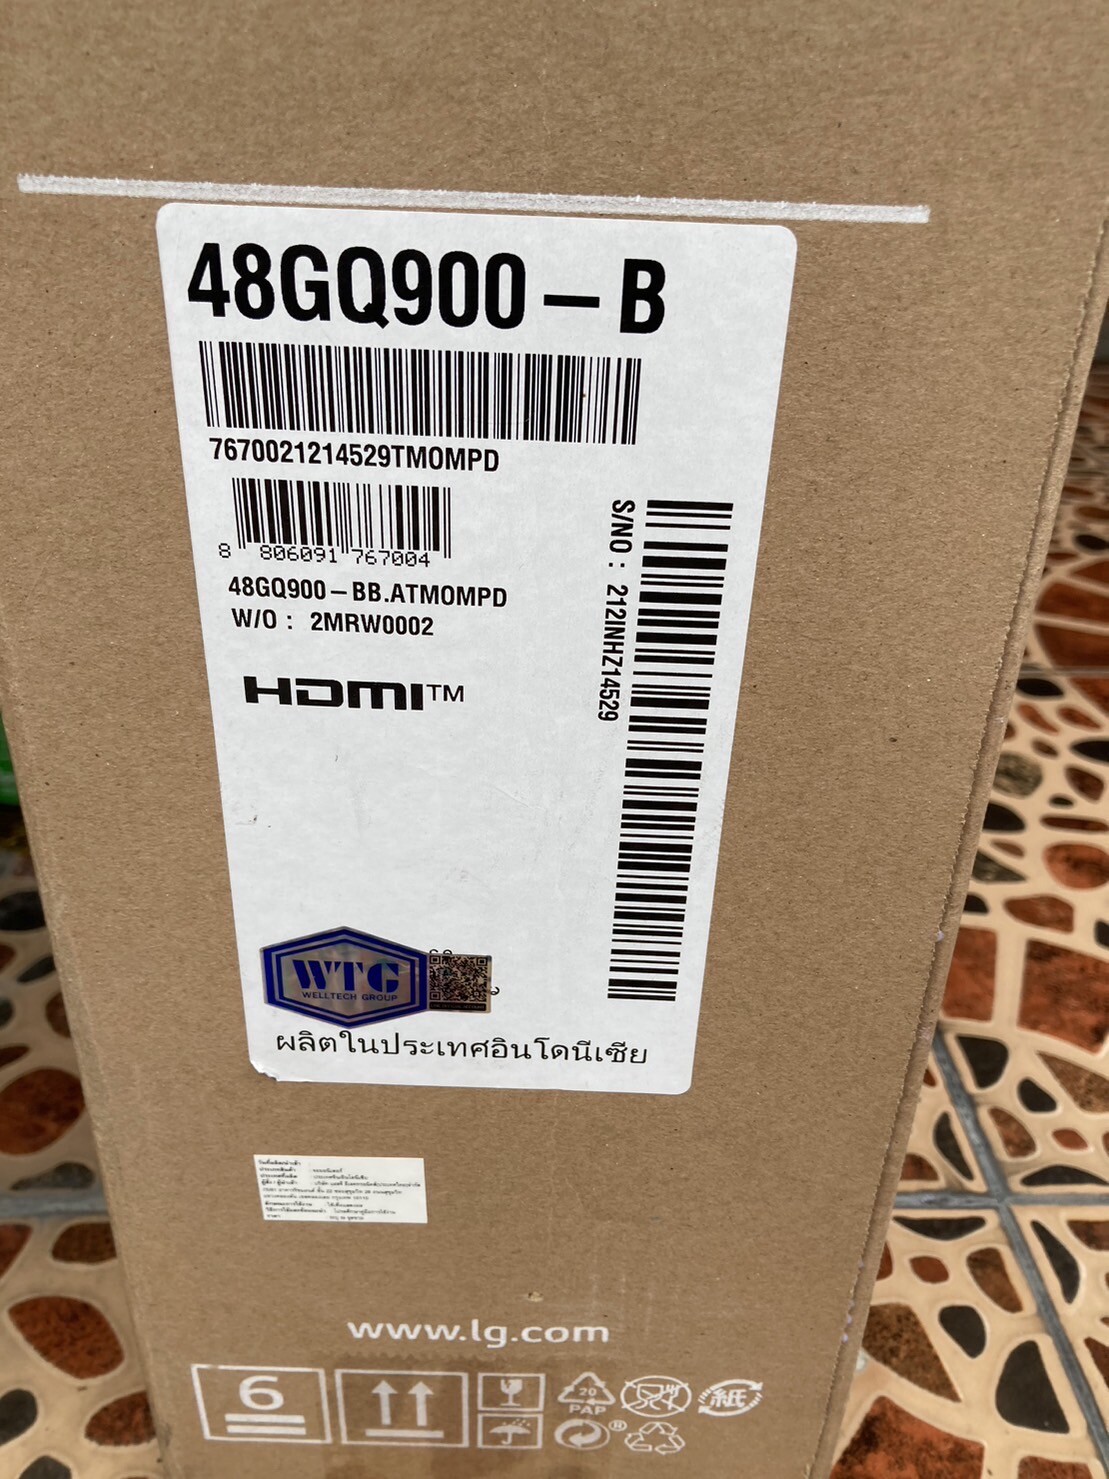 48GQ900-B
7670021214529TMOMPD
8 806091 767004
48GQ900-BB.ATMOMPD
W/O : 2MRW0002
S/NO : 212INHZ14529
HDMI™
WTG
WELLTECH GROUP
ผลิตในประเทศอินโดนีเซีย
www.lg.com
6
20
PAP
紙